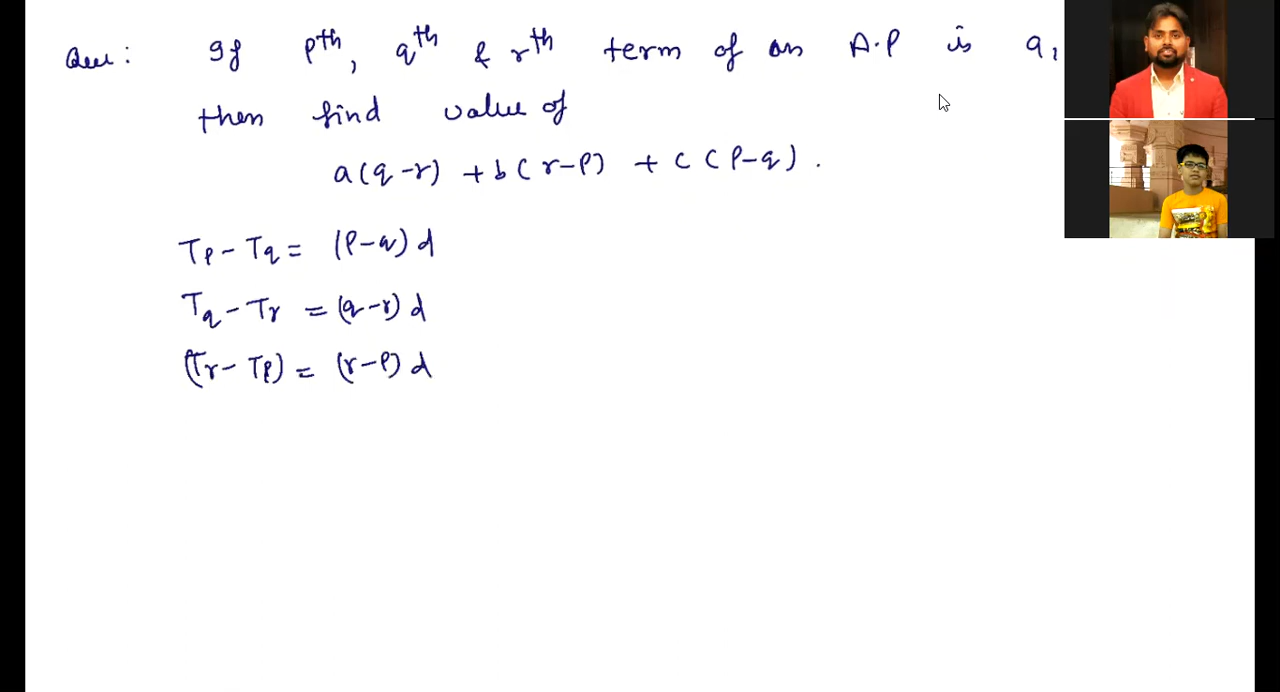 Que: If pth, qth & rth term of an A.P is a,
then find value of
a(q-r) + b(r-p) + c(p-q).
Tp - Tq = (p-q)d
Tq - Tr = (q-r)d
(Tr - Tp) = (r-p)d